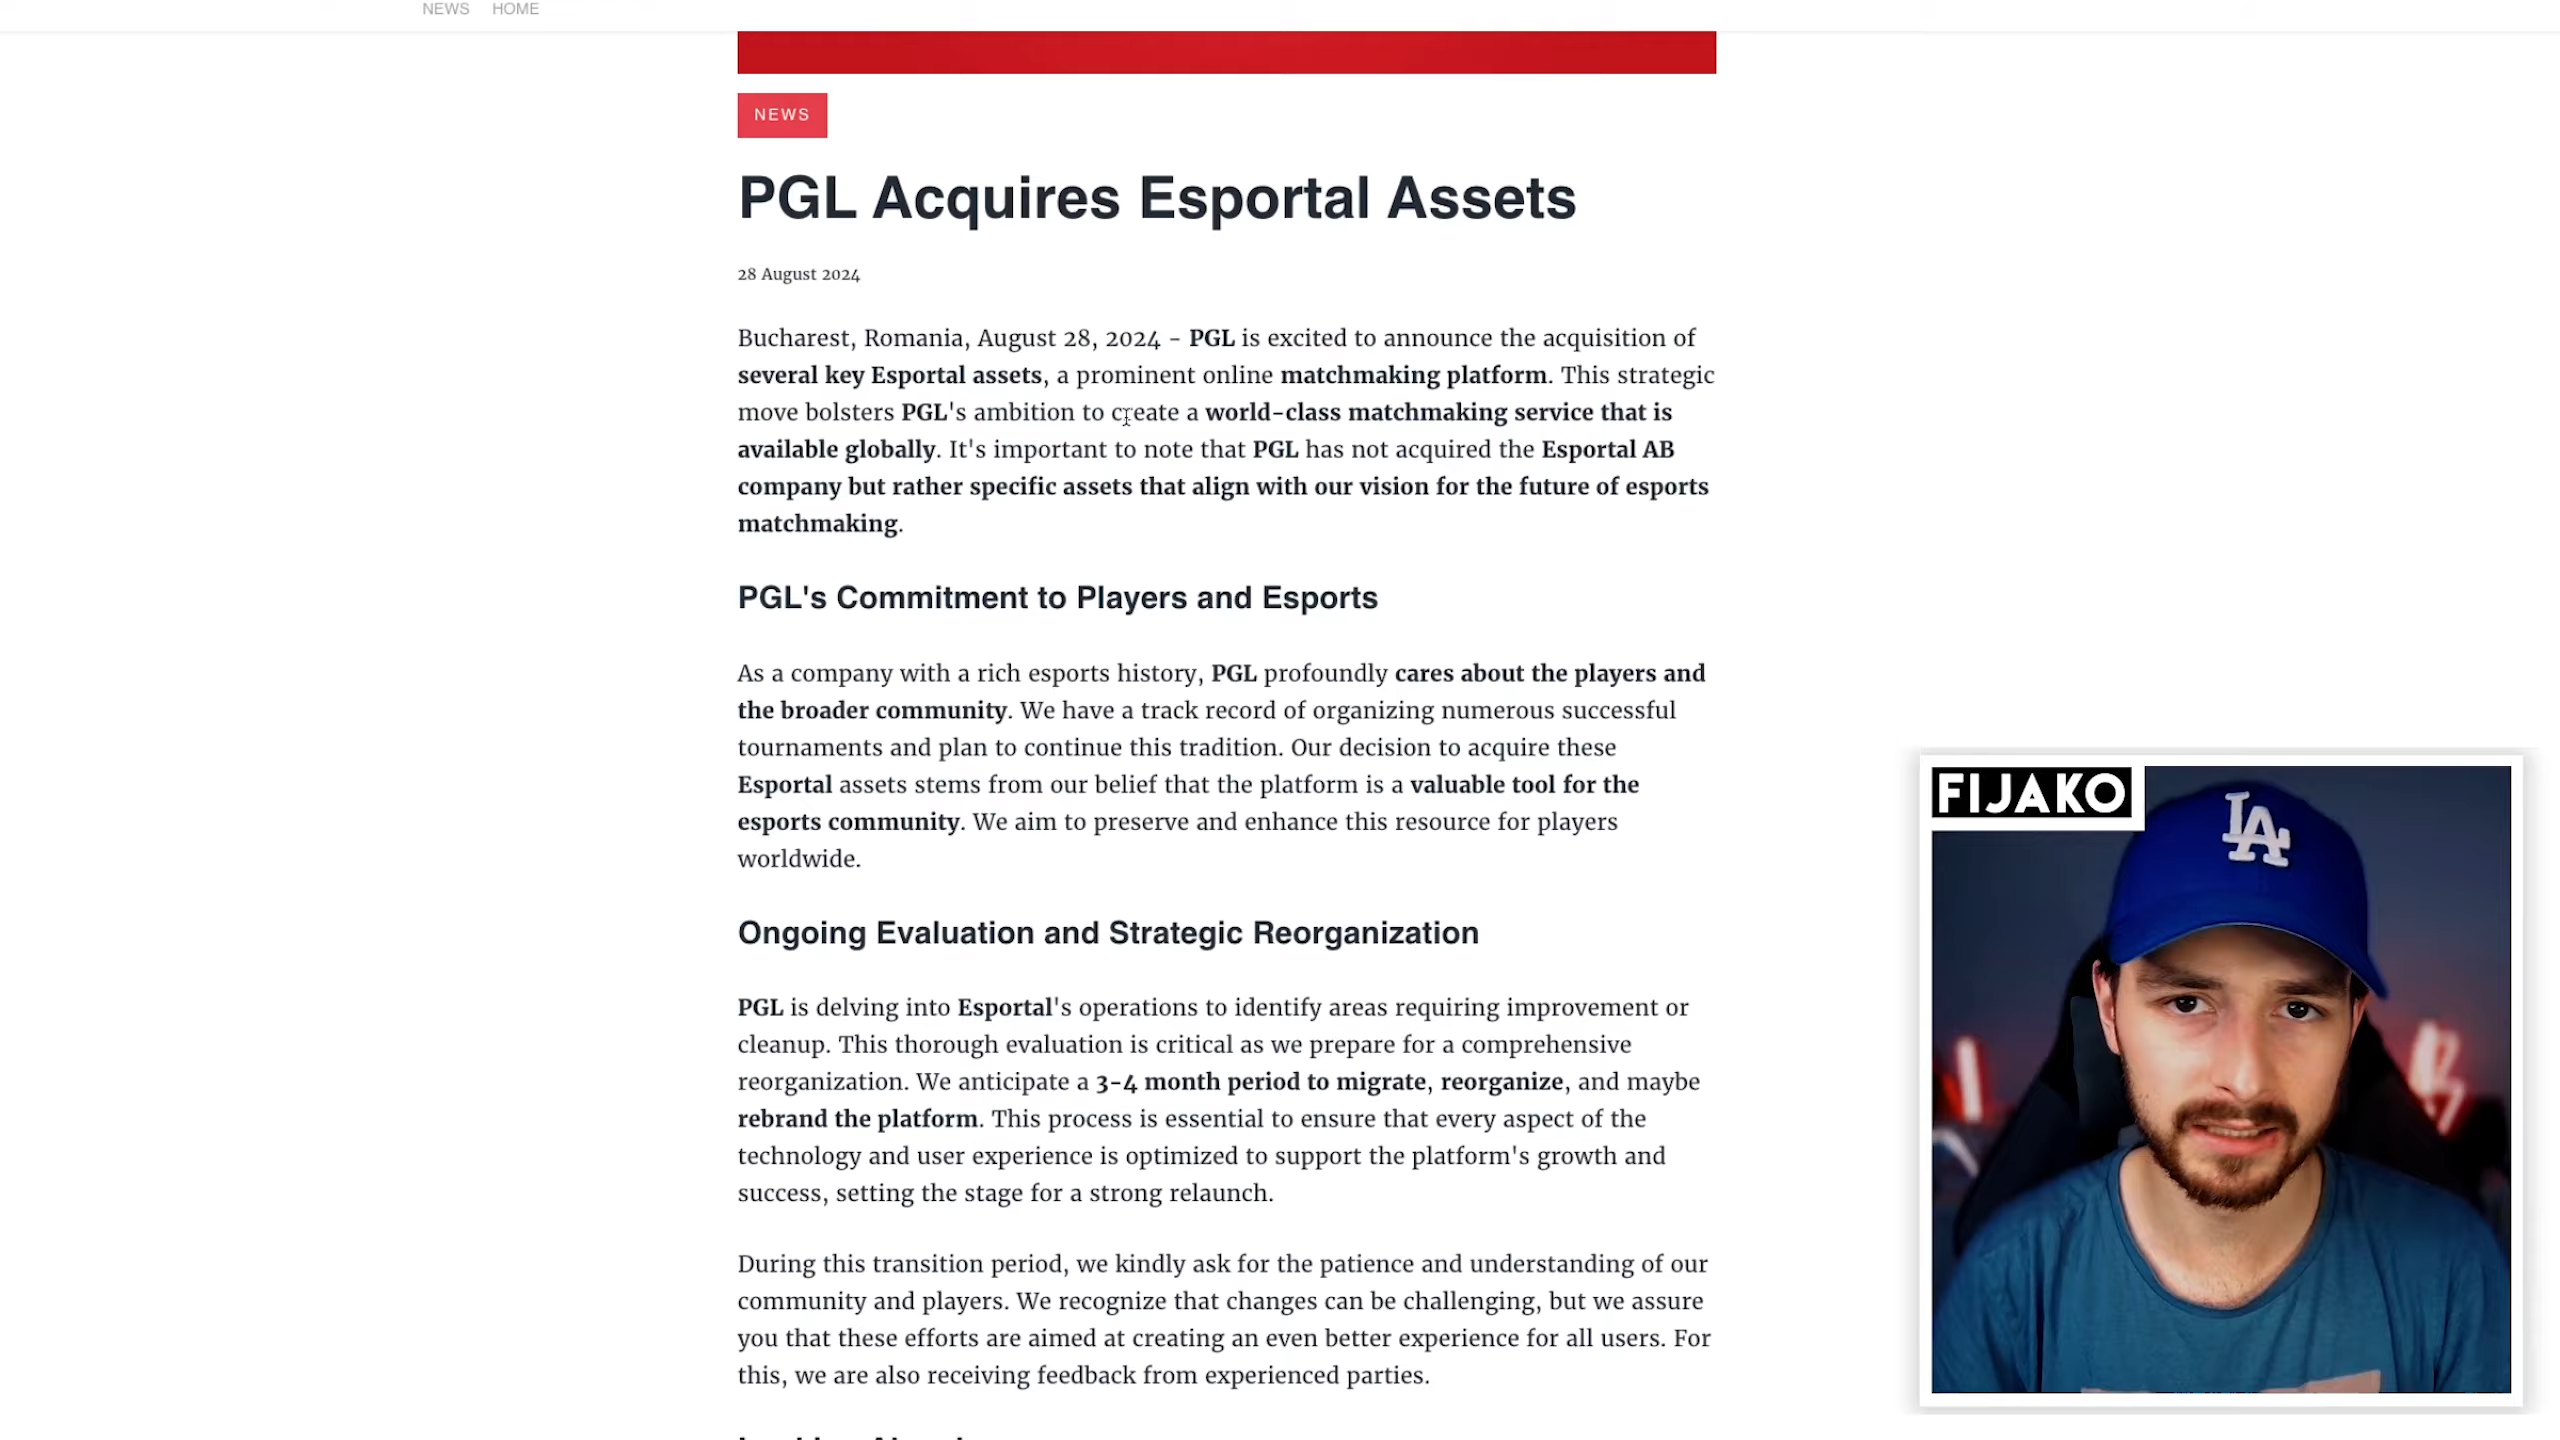 NEWS HOME
NEWS
PGL Acquires Esportal Assets
28 August 2024
Bucharest, Romania, August 28, 2024 - PGL is excited to announce the acquisition of
several key Esportal assets, a prominent online matchmaking platform. This strategic
move bolsters PGL's ambition to create a world-class matchmaking service that is
available globally. It's important to note that PGL has not acquired the Esportal AB
company but rather specific assets that align with our vision for the future of esports
matchmaking.
PGL's Commitment to Players and Esports
As a company with a rich esports history, PGL profoundly cares about the players and
the broader community. We have a track record of organizing numerous successful
tournaments and plan to continue this tradition. Our decision to acquire these
Esportal assets stems from our belief that the platform is a valuable tool for the
esports community. We aim to preserve and enhance this resource for players
worldwide.
Ongoing Evaluation and Strategic Reorganization
PGL is delving into Esportal's operations to identify areas requiring improvement or
cleanup. This thorough evaluation is critical as we prepare for a comprehensive
reorganization. We anticipate a 3-4 month period to migrate, reorganize, and maybe
rebrand the platform. This process is essential to ensure that every aspect of the
technology and user experience is optimized to support the platform's growth and
success, setting the stage for a strong relaunch.
During this transition period, we kindly ask for the patience and understanding of our
community and players. We recognize that changes can be challenging, but we assure
you that these efforts are aimed at creating an even better experience for all users. For
this, we are also receiving feedback from experienced parties.
FIJAKO
LA